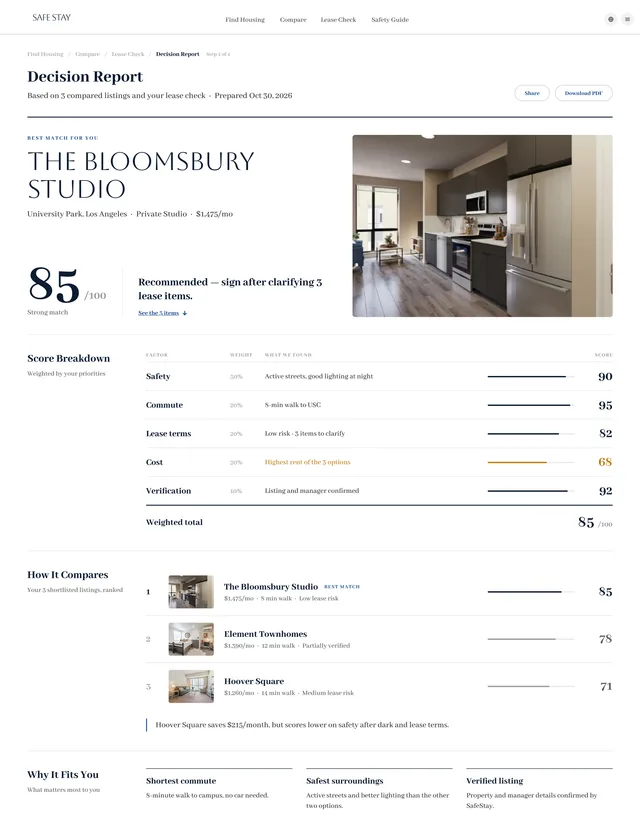 SAFE STAY
Find Housing Compare Lease Check Safety Guide
Find Housing / Compare / Lease Check / Decision Report Step 4 of 4
Decision Report
Based on 3 compared listings and your lease check · Prepared Oct 30, 2026
Share Download PDF
BEST MATCH FOR YOU
THE BLOOMSBURY
STUDIO
University Park, Los Angeles · Private Studio · $1,475/mo
85 /100
Strong match
Recommended — sign after clarifying 3
lease items.
See the 3 items ↓
Score Breakdown
Weighted by your priorities
FACTOR WEIGHT WHAT WE FOUND SCORE
Safety 30% Active streets, good lighting at night 90
Commute 20% 8-min walk to USC 95
Lease terms 20% Low risk · 3 items to clarify 82
Cost 20% Highest rent of the 3 options 68
Verification 10% Listing and manager confirmed 92
Weighted total 85 /100
How It Compares
Your 3 shortlisted listings, ranked
1 The Bloomsbury Studio BEST MATCH 85
$1,475/mo · 8 min walk · Low lease risk
2 Element Townhomes 78
$1,390/mo · 12 min walk · Partially verified
3 Hoover Square 71
$1,260/mo · 14 min walk · Medium lease risk
Hoover Square saves $215/month, but scores lower on safety after dark and lease terms.
Why It Fits You
What matters most to you
Shortest commute
8-minute walk to campus, no car needed.
Safest surroundings
Active streets and better lighting than the other
two options.
Verified listing
Property and manager details confirmed by
SafeStay.